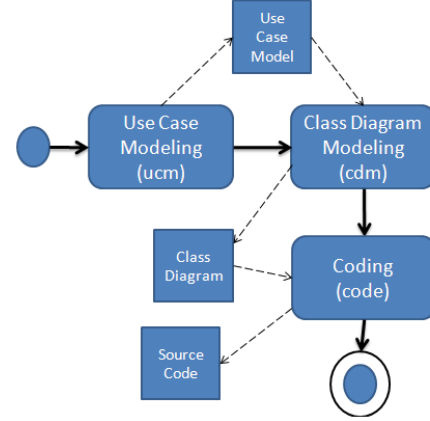 Use
Case
Model
Use Case
Modeling
(ucm)
Class Diagram
Modeling
(cdm)
Class
Diagram
Coding
(code)
Source
Code